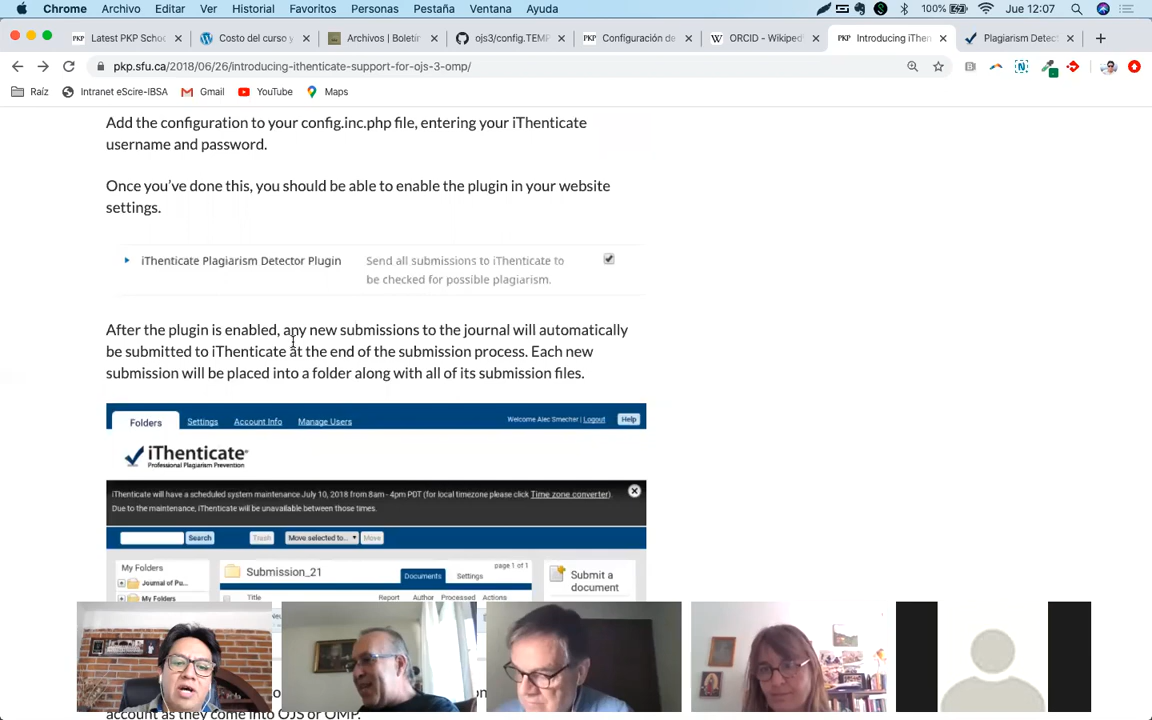 Chrome Archivo Editar Ver Historial Favoritos Personas Pestaña Ventana Ayuda 100% Jue 12:07
PKP Latest PKP Schoo Costo del curso y Archivos | Boletín ojs3/config.TEMP PKP Configuración de W ORCID - Wikiped PKP Introducing iThen Plagiarism Detec
pkp.sfu.ca/2018/06/26/introducing-ithenticate-support-for-ojs-3-omp/
Raíz Intranet eScire-IBSA Gmail YouTube Maps
Add the configuration to your config.inc.php file, entering your iThenticate
username and password.
Once you've done this, you should be able to enable the plugin in your website
settings.
iThenticate Plagiarism Detector Plugin Send all submissions to iThenticate to
be checked for possible plagiarism.
After the plugin is enabled, any new submissions to the journal will automatically
be submitted to iThenticate at the end of the submission process. Each new
submission will be placed into a folder along with all of its submission files.
Folders Settings Account Info Manage Users Welcome Alec Smecher | Logout Help
iThenticate
Professional Plagiarism Prevention
iThenticate will have a scheduled system maintenance July 10, 2018 from 8am - 4pm PDT (for local timezone please click Time zone converter).
Due to the maintenance, iThenticate will be unavailable between those times.
Search Trash Move selected to... Move
My Folders Submission_21 page 1 of 1 Submit a
document
Documents Settings
Journal of Pu...
My Folders Title Report Author Processed Actions
account as they come into OJS or OMP.